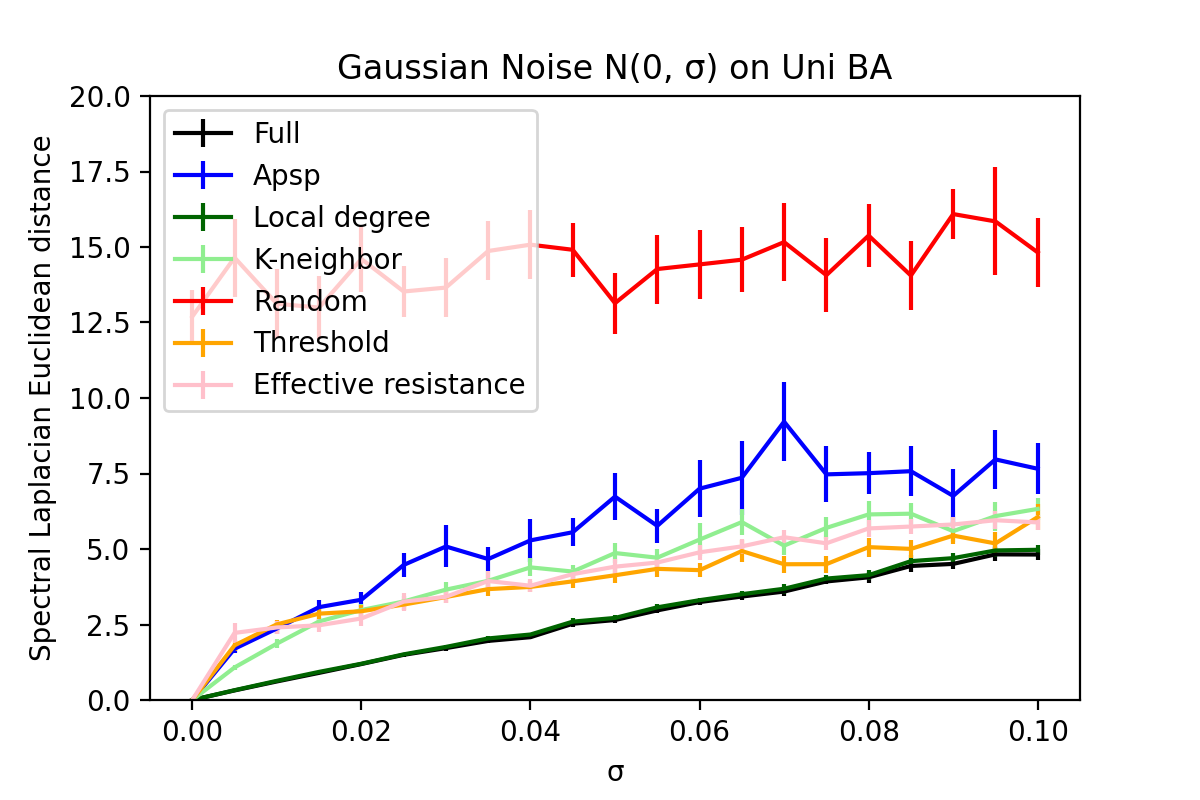 Gaussian Noise N(0, σ) on Uni BA
Spectral Laplacian Euclidean distance
20.0
17.5
15.0
12.5
10.0
7.5
5.0
2.5
0.0
Full
Apsp
Local degree
K-neighbor
Random
Threshold
Effective resistance
0.00 0.02 0.04 0.06 0.08 0.10
σ